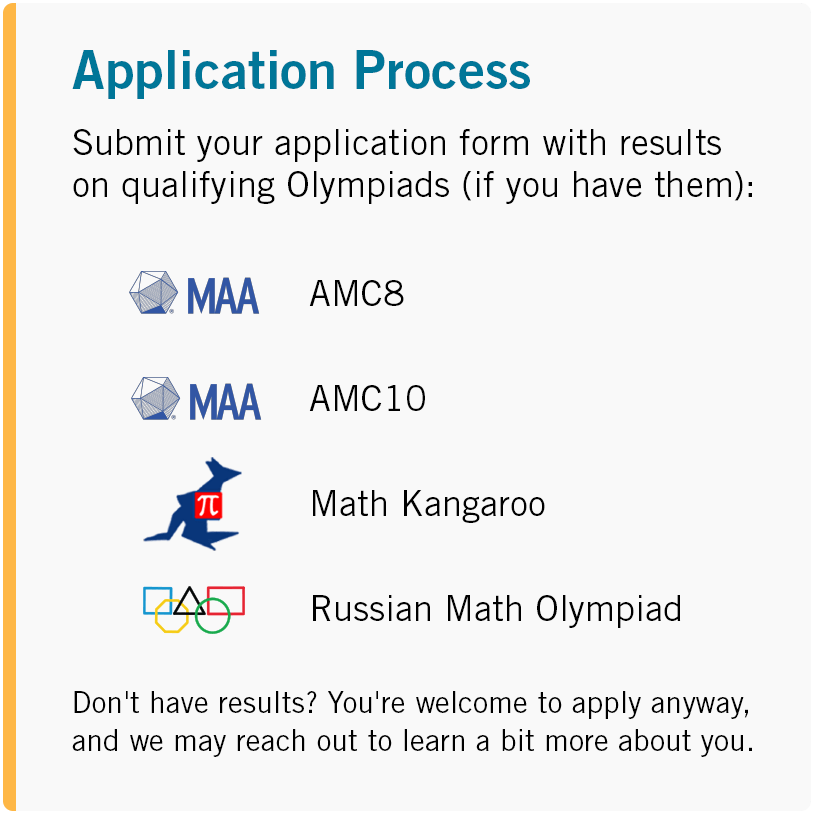 Application Process
Submit your application form with results
on qualifying Olympiads (if you have them):
MAA AMC8
MAA AMC10
π Math Kangaroo
Russian Math Olympiad
Don't have results? You're welcome to apply anyway,
and we may reach out to learn a bit more about you.